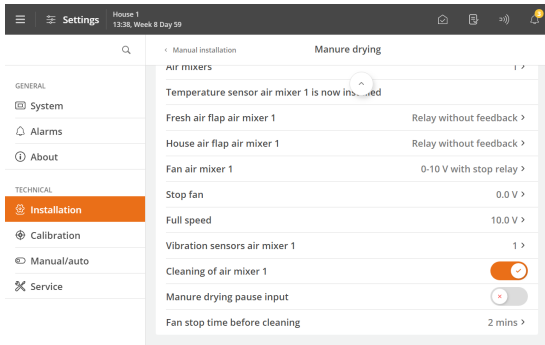 Settings
House 1
13:38, Week 8 Day 59
3
Manual installation
Manure drying
GENERAL
System
Alarms
About
TECHNICAL
Installation
Calibration
Manual/auto
Service
Air mixers 1
Temperature sensor air mixer 1 is now installed
Fresh air flap air mixer 1 Relay without feedback
House air flap air mixer 1 Relay without feedback
Fan air mixer 1 0-10 V with stop relay
Stop fan 0.0 V
Full speed 10.0 V
Vibration sensors air mixer 1 1
Cleaning of air mixer 1
Manure drying pause input
Fan stop time before cleaning 2 mins